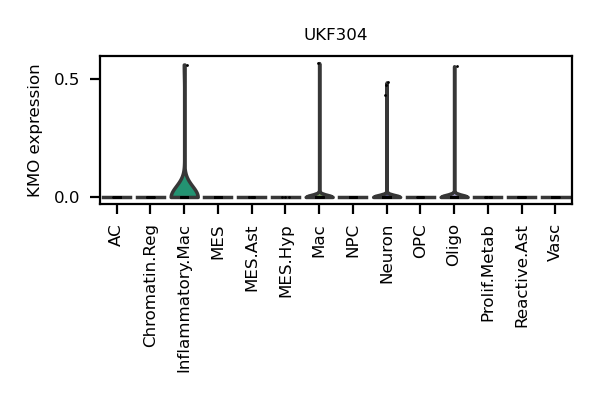 UKF304
KMO expression
0.5
0.0
AC
Chromatin.Reg
Inflammatory.Mac
MES
MES.Ast
MES.Hyp
Mac
NPC
Neuron
OPC
Oligo
Prolif.Metab
Reactive.Ast
Vasc